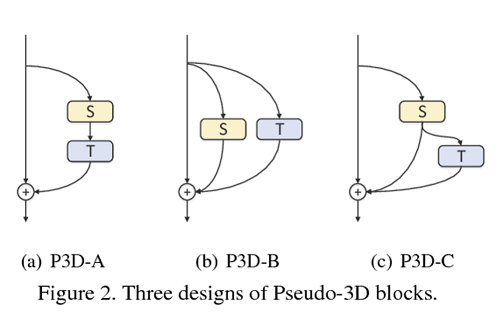 S
T
+
S
T
+
S
T
+
(a) P3D-A
(b) P3D-B
(c) P3D-C
Figure 2. Three designs of Pseudo-3D blocks.